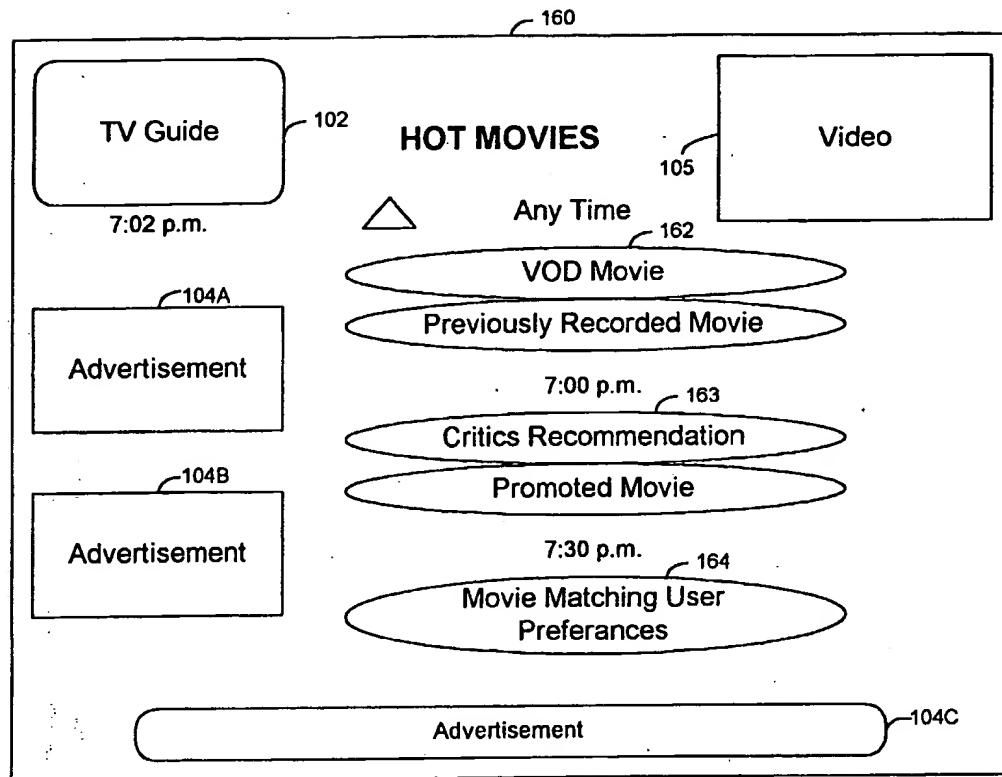 160
TV Guide
102
HOT MOVIES
Video
105
7:02 p.m.
Any Time
162
VOD Movie
104A
Previously Recorded Movie
Advertisement
7:00 p.m.
163
Critics Recommendation
104B
Promoted Movie
Advertisement
7:30 p.m.
164
Movie Matching User
Preferances
Advertisement
104C